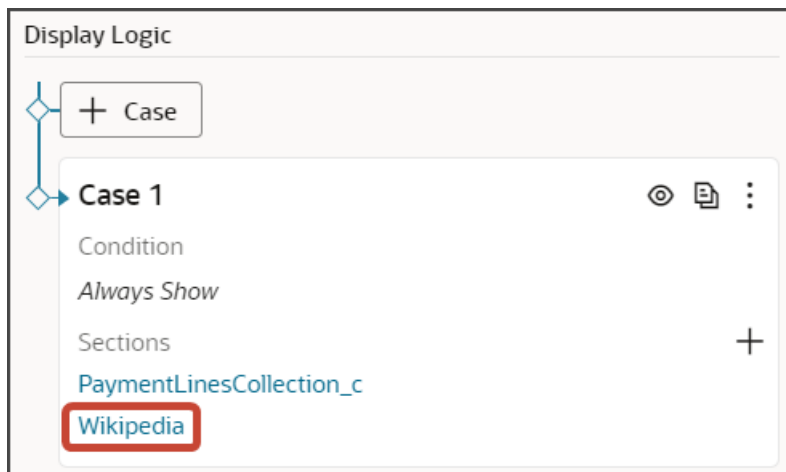 Display Logic
+ Case
Case 1
Condition
Always Show
Sections
PaymentLinesCollection_c
Wikipedia